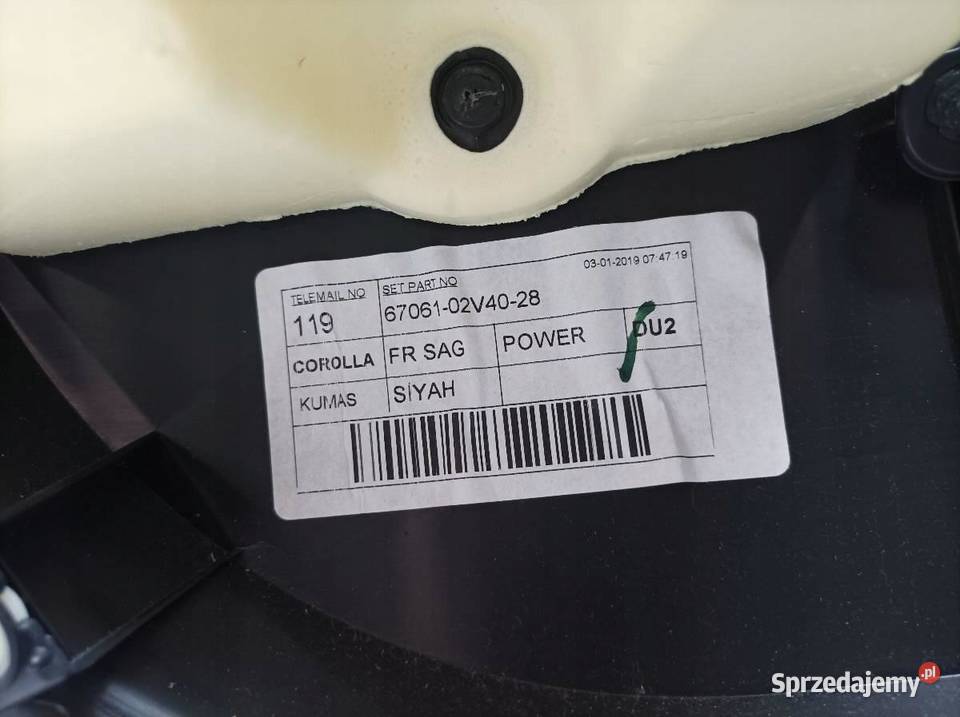 TELEMAIL NO
SET PART NO
03-01-2019 07:47:19
119
67061-02V40-28
COROLLA
FR SAG
POWER
DU2
KUMAS
SİYAH
Sprzedajemy.pl